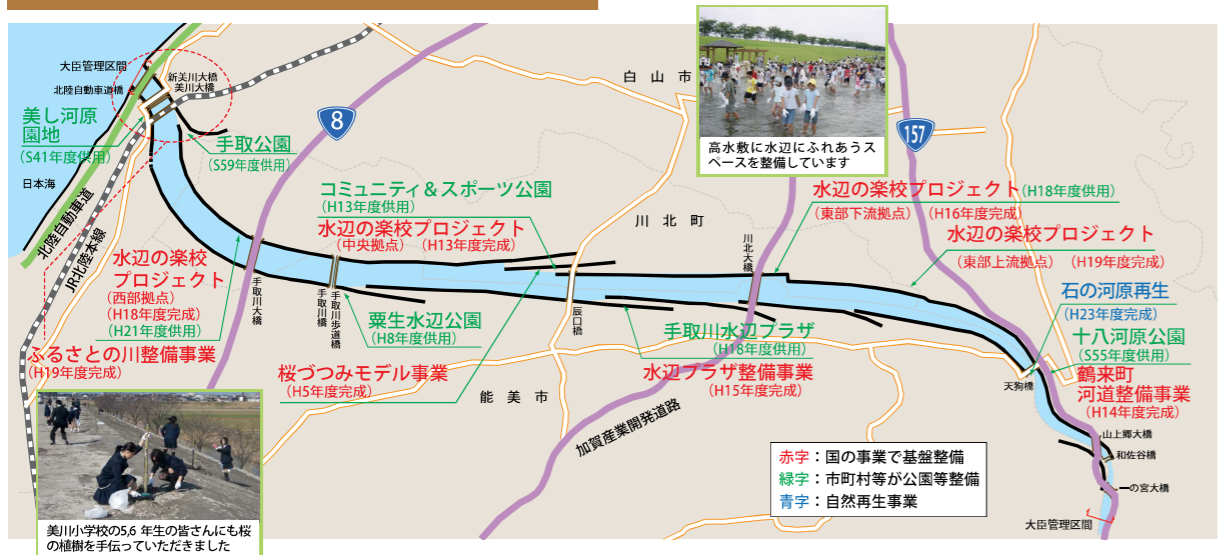 大臣管理区間
北陸自動車道橋
新美川大橋
美川大橋
美し河原
園地
(S41年度供用)
手取公園
(S59年度供用)
日本海
北陸自動車道
JR北陸本線
8
白山市
高水敷に水辺にふれあうス
ペースを整備しています
157
コミュニティ＆スポーツ公園
(H13年度供用)
水辺の楽校プロジェクト
(中央拠点) (H13年度完成)
川北町
水辺の楽校プロジェクト(H18年度供用)
(東部下流拠点) (H16年度完成)
水辺の楽校プロジェクト
(東部上流拠点) (H19年度完成)
水辺の楽校
プロジェクト
(西部拠点)
(H18年度完成)
(H21年度供用)
手取川大橋
手取川橋
手取川歩道橋
粟生水辺公園
(H8年度供用)
辰口橋
川北大橋
手取川水辺プラザ
(H18年度供用)
水辺プラザ整備事業
(H15年度完成)
石の河原再生
(H23年度完成)
十八河原公園
(S55年度供用)
天狗橋
鶴来町
河道整備事業
(H14年度完成)
ふるさとの川整備事業
(H19年度完成)
桜づつみモデル事業
(H5年度完成)
能美市
加賀産業開発道路
山上郷大橋
和佐谷橋
一の宮大橋
大臣管理区間
赤字：国の事業で基盤整備
緑字：市町村等が公園等整備
青字：自然再生事業
美川小学校の5,6 年生の皆さんにも桜
の植樹を手伝っていただきました